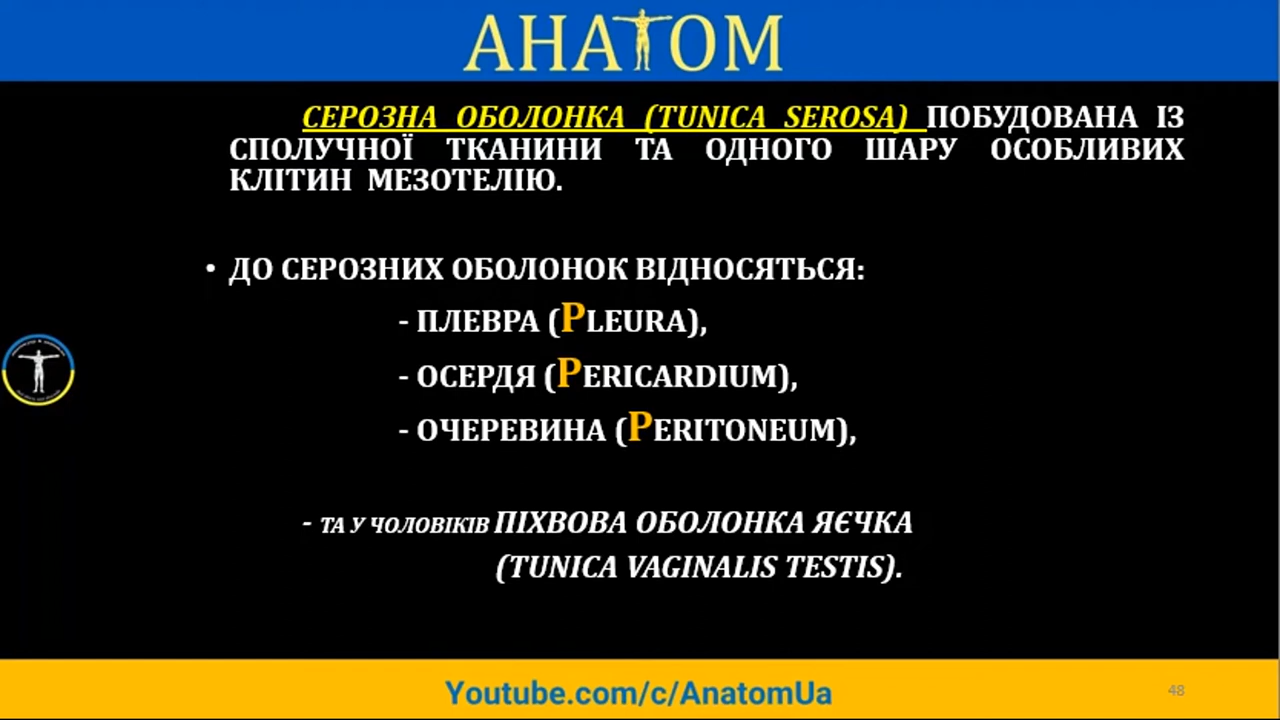 АНАТОМ
СЕРОЗНА ОБОЛОНКА (TUNICA SEROSA) ПОБУДОВАНА ІЗ
СПОЛУЧНОЇ ТКАНИНИ ТА ОДНОГО ШАРУ ОСОБЛИВИХ
КЛІТИН МЕЗОТЕЛІЮ.
• ДО СЕРОЗНИХ ОБОЛОНОК ВІДНОСЯТЬСЯ:
- ПЛЕВРА (PLEURA),
- ОСЕРДЯ (PERICARDIUM),
- ОЧЕРЕВИНА (PERITONEUM),
- ТА У ЧОЛОВІКІВ ПІХВОВА ОБОЛОНКА ЯЄЧКА
(TUNICA VAGINALIS TESTIS).
Youtube.com/c/AnatomUa
48